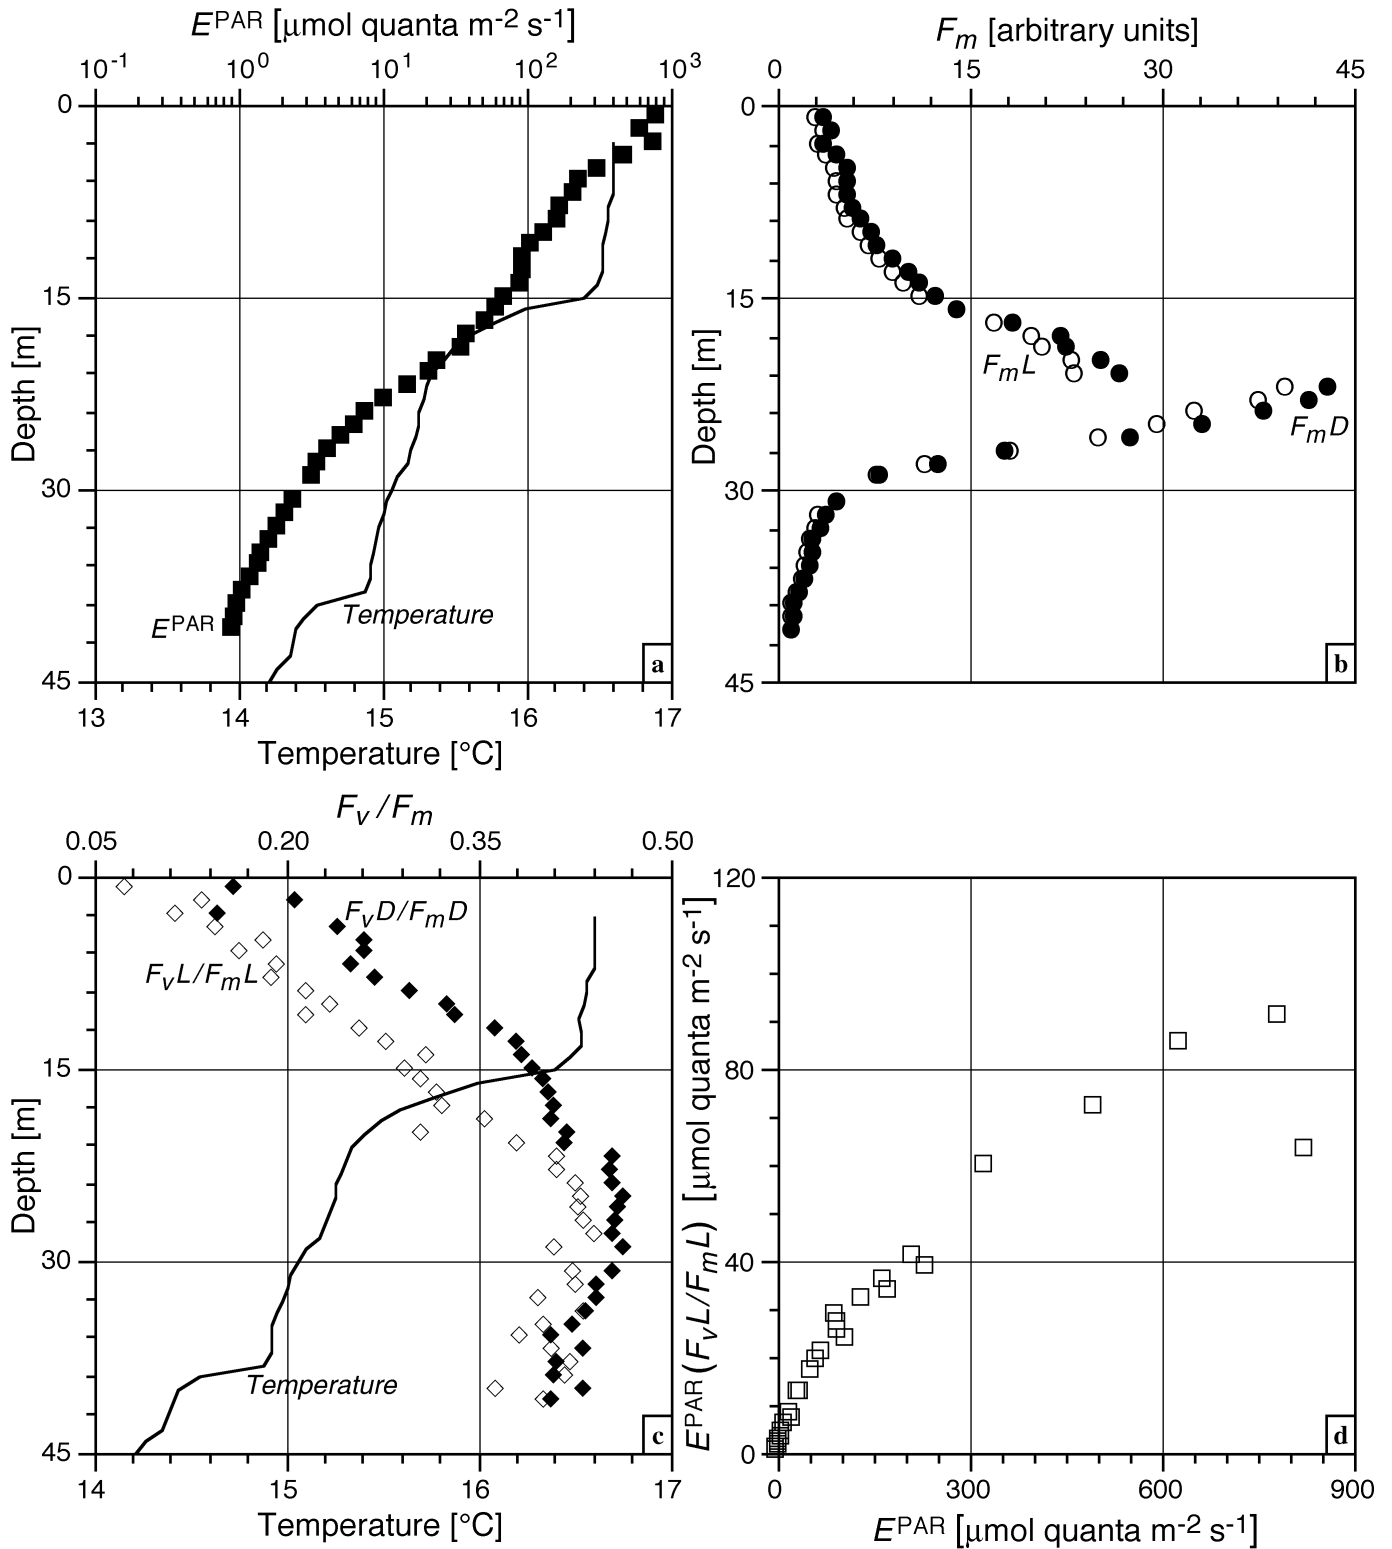 E^PAR [μmol quanta m^-2 s^-1]
10^-1 10^0 10^1 10^2 10^3
0
15
30
45
Depth [m]
E^PAR
Temperature
a
13 14 15 16 17
Temperature [°C]
F_m [arbitrary units]
0 15 30 45
0
15
30
45
Depth [m]
F_mL
F_mD
b
F_v/F_m
0.05 0.20 0.35 0.50
0
15
30
45
Depth [m]
F_vD/F_mD
F_vL/F_mL
Temperature
c
14 15 16 17
Temperature [°C]
120
80
40
0
E^PAR(F_vL/F_mL) [μmol quanta m^-2 s^-1]
d
0 300 600 900
E^PAR [μmol quanta m^-2 s^-1]